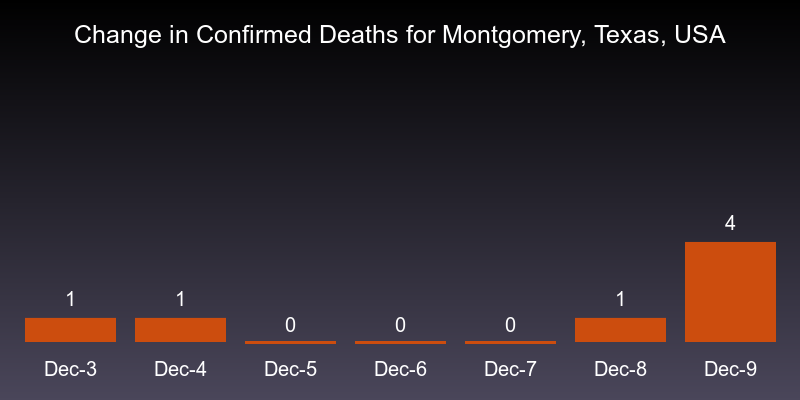 Change in Confirmed Deaths for Montgomery, Texas, USA
4
1 1 1
0 0 0
Dec-3 Dec-4 Dec-5 Dec-6 Dec-7 Dec-8 Dec-9